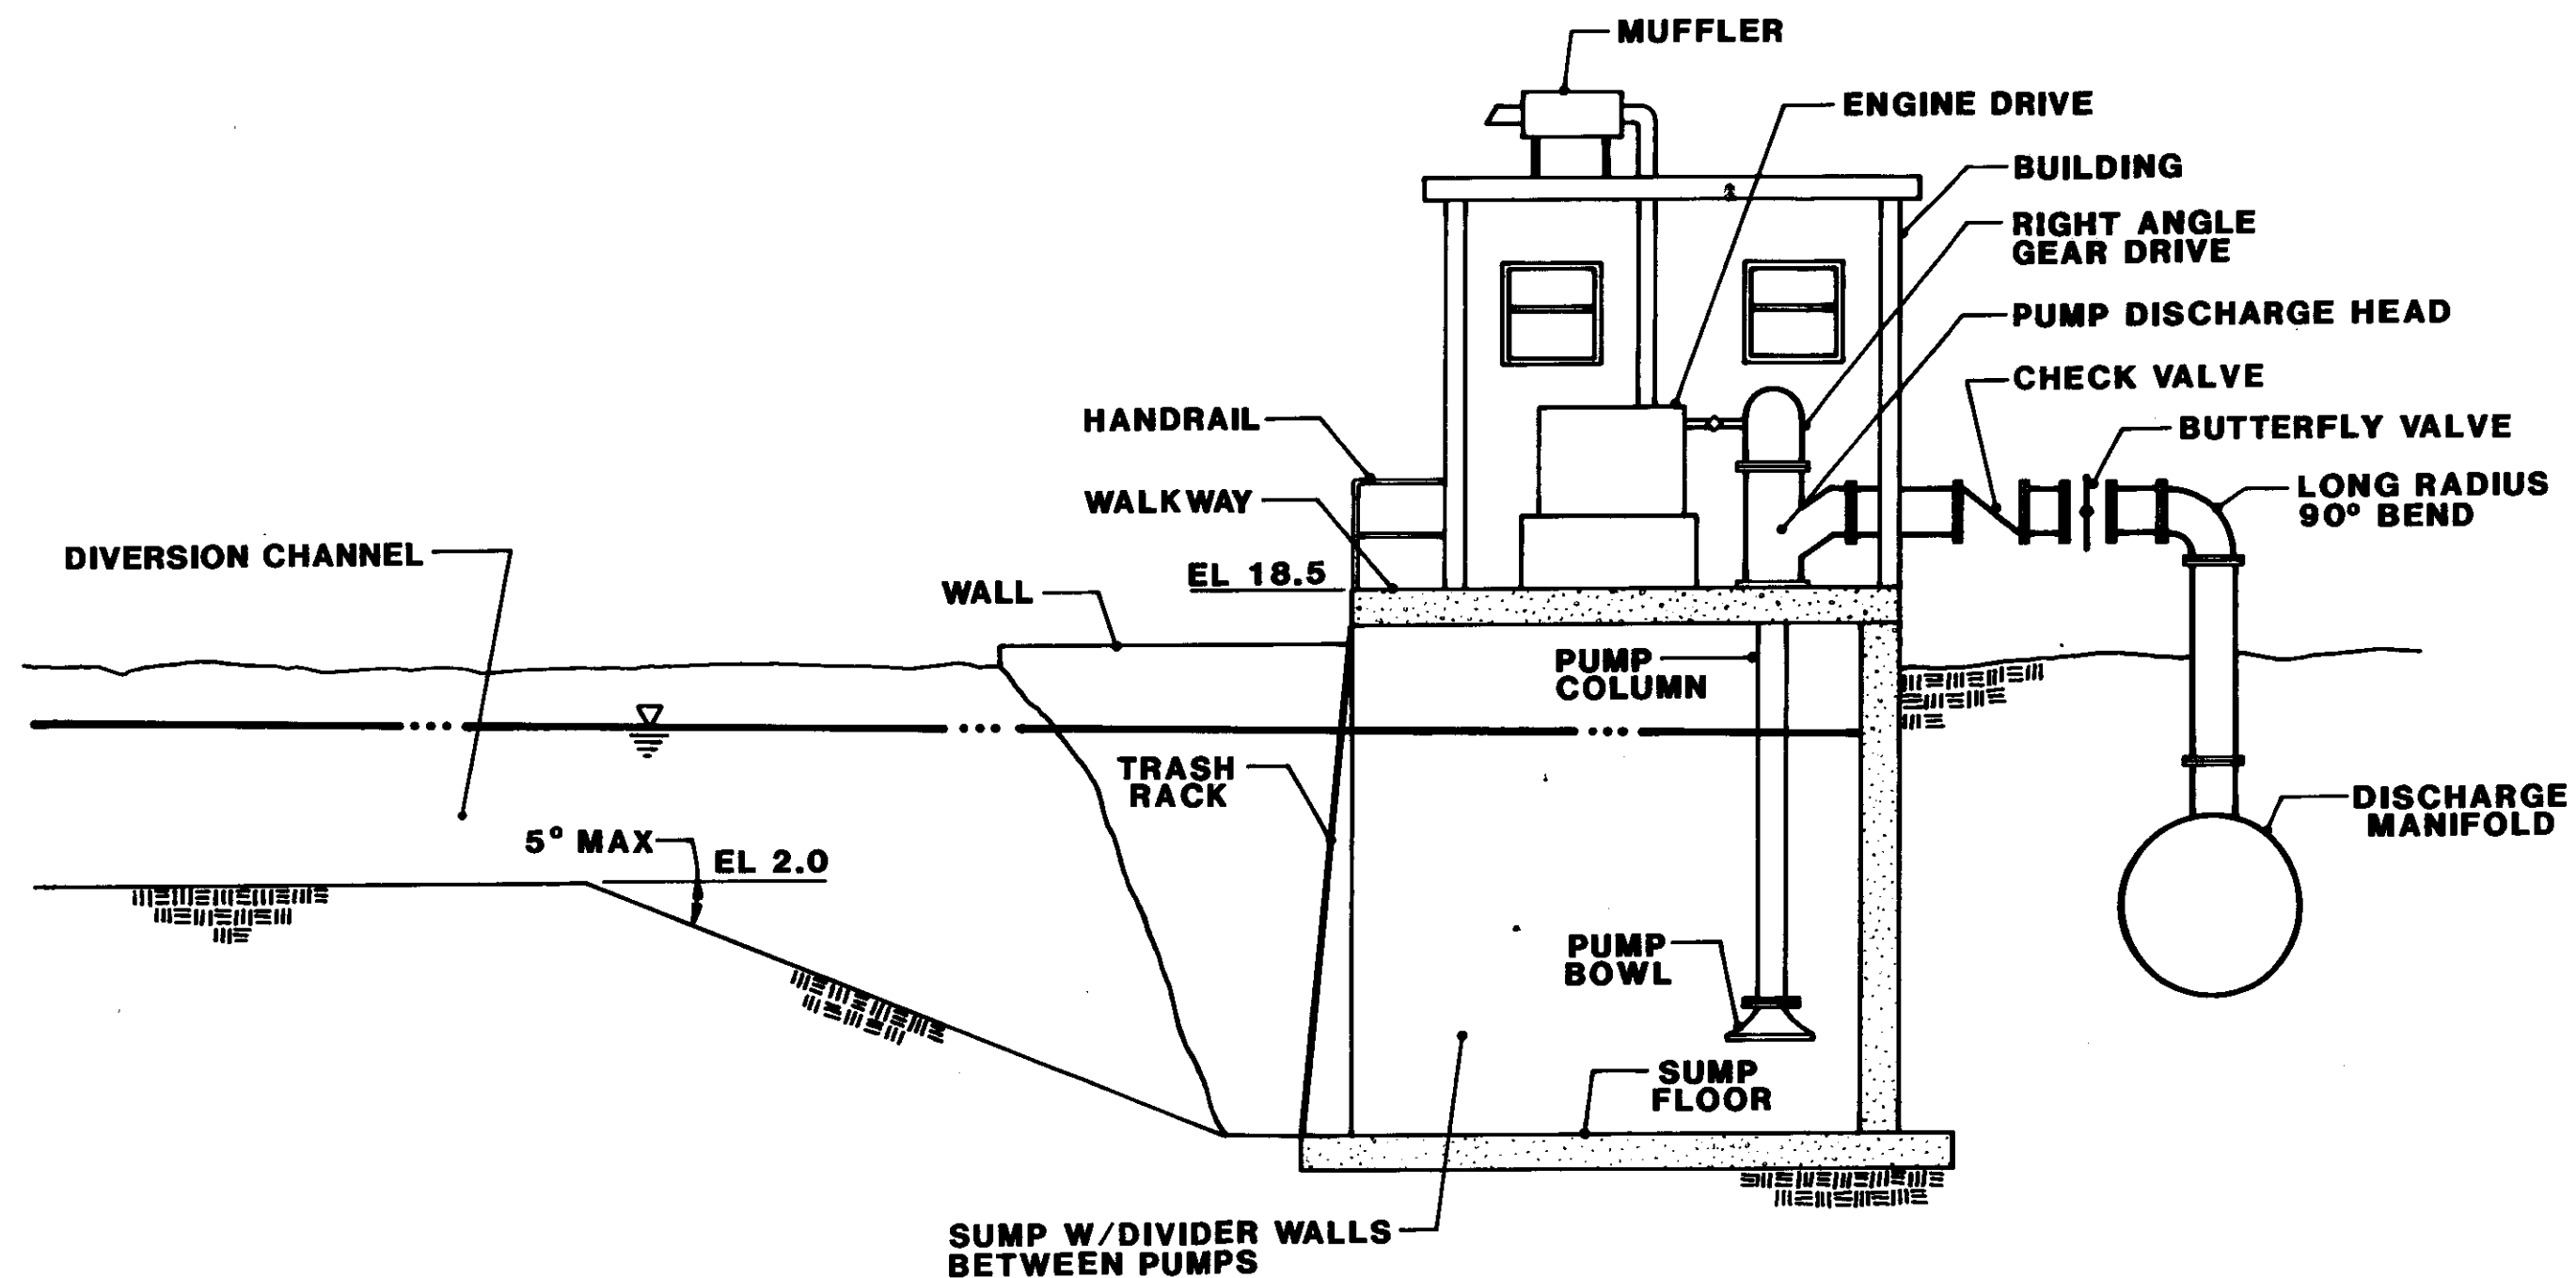 MUFFLER
ENGINE DRIVE
BUILDING
RIGHT ANGLE
GEAR DRIVE
PUMP DISCHARGE HEAD
CHECK VALVE
HANDRAIL
BUTTERFLY VALVE
WALKWAY
LONG RADIUS
90° BEND
DIVERSION CHANNEL
EL 18.5
WALL
PUMP
COLUMN
TRASH
RACK
DISCHARGE
MANIFOLD
5° MAX
EL 2.0
PUMP
BOWL
SUMP
FLOOR
SUMP W/DIVIDER WALLS
BETWEEN PUMPS